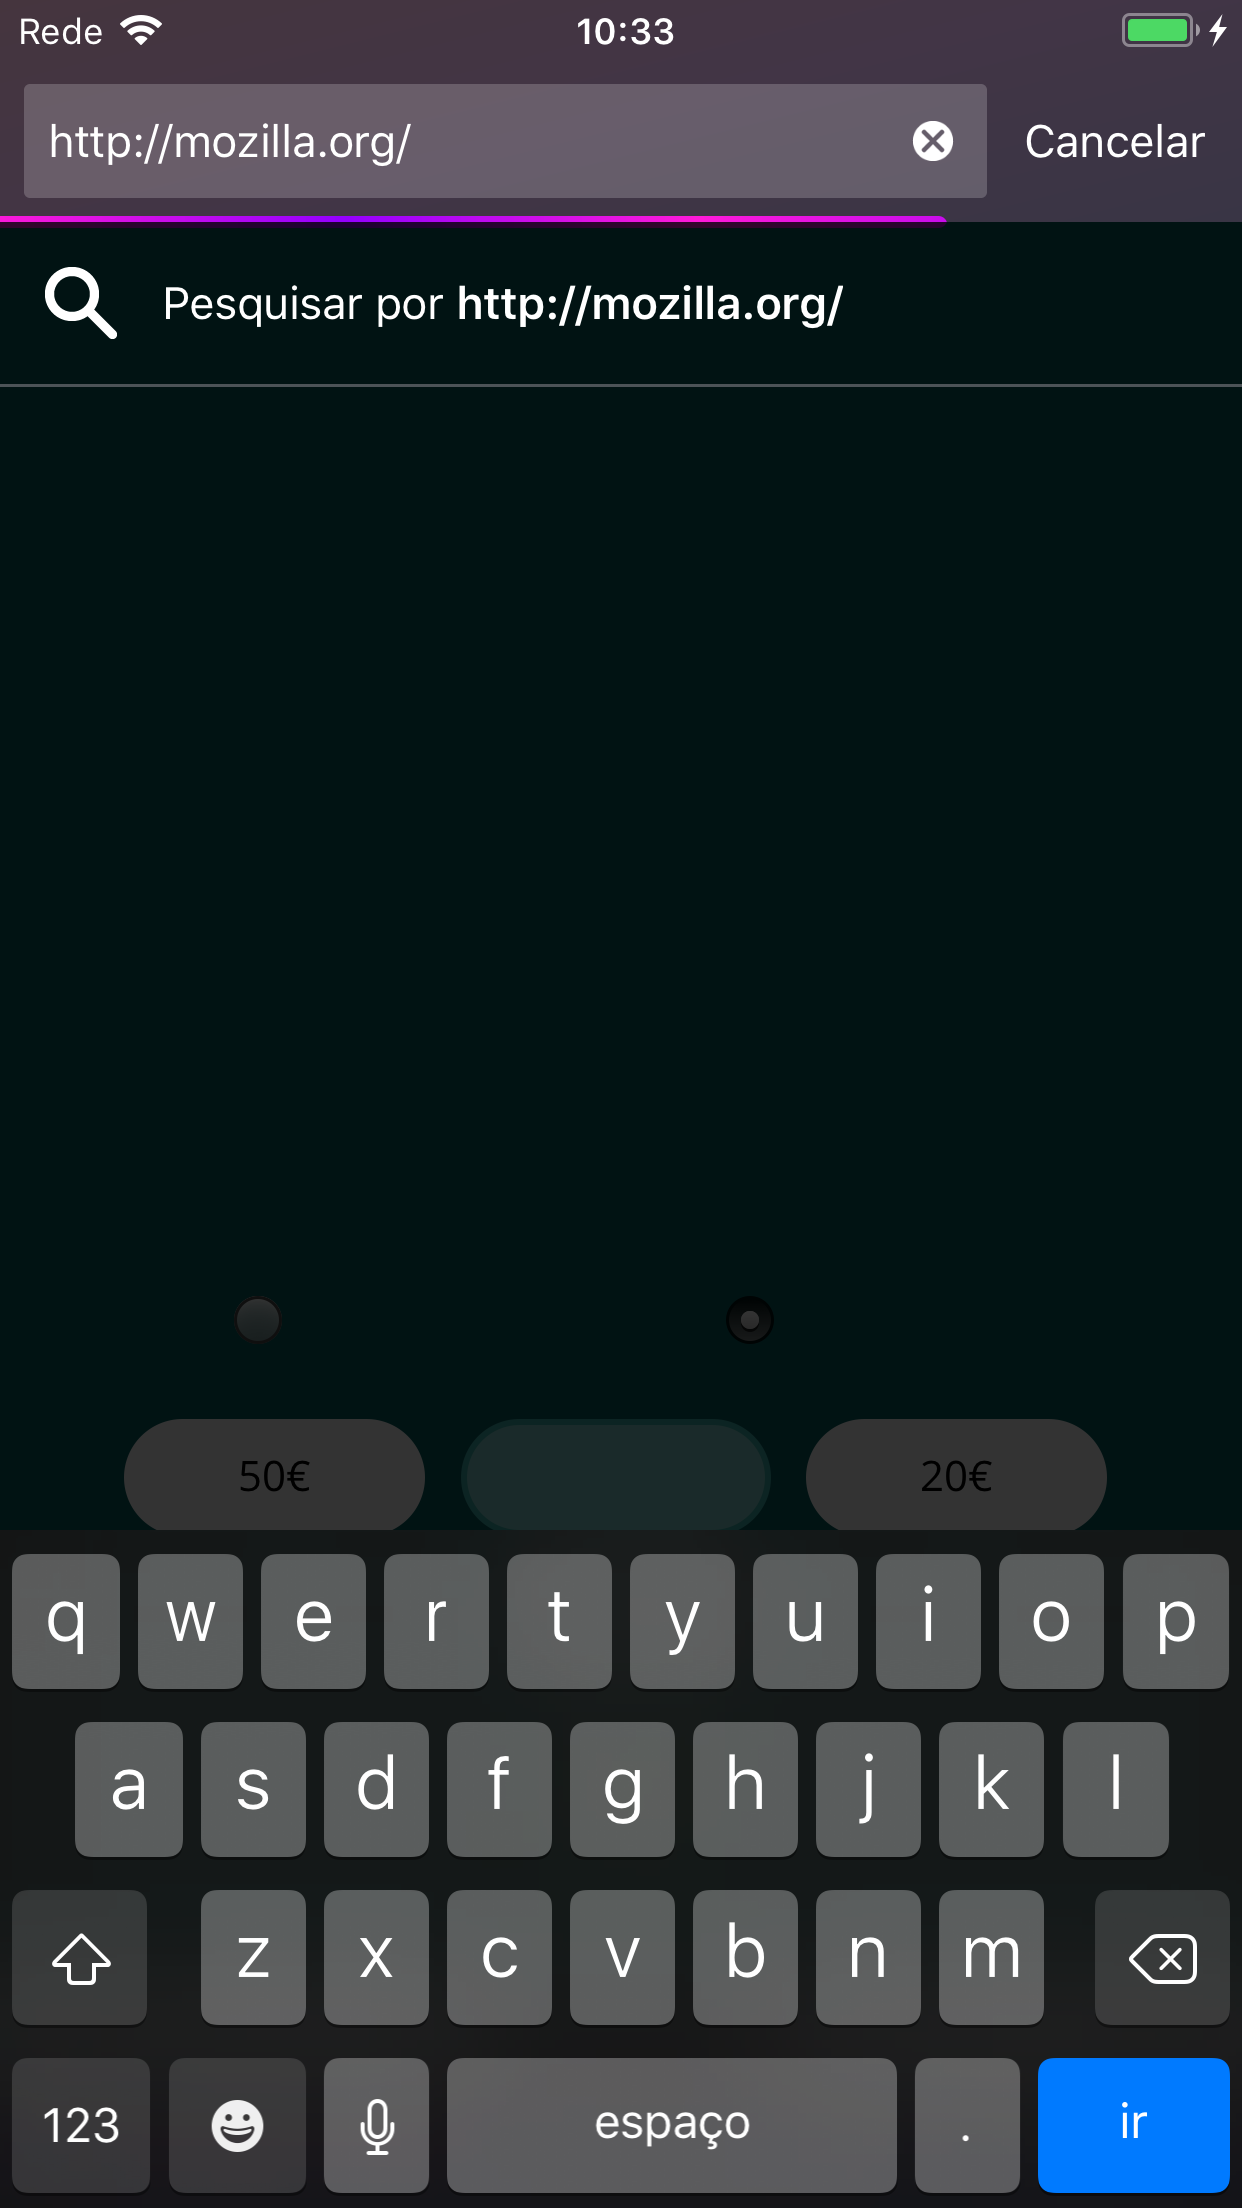 Rede 10:33
http://mozilla.org/ Cancelar
Pesquisar por http://mozilla.org/
50€ 20€
q w e r t y u i o p
a s d f g h j k l
z x c v b n m
123 espaço . ir